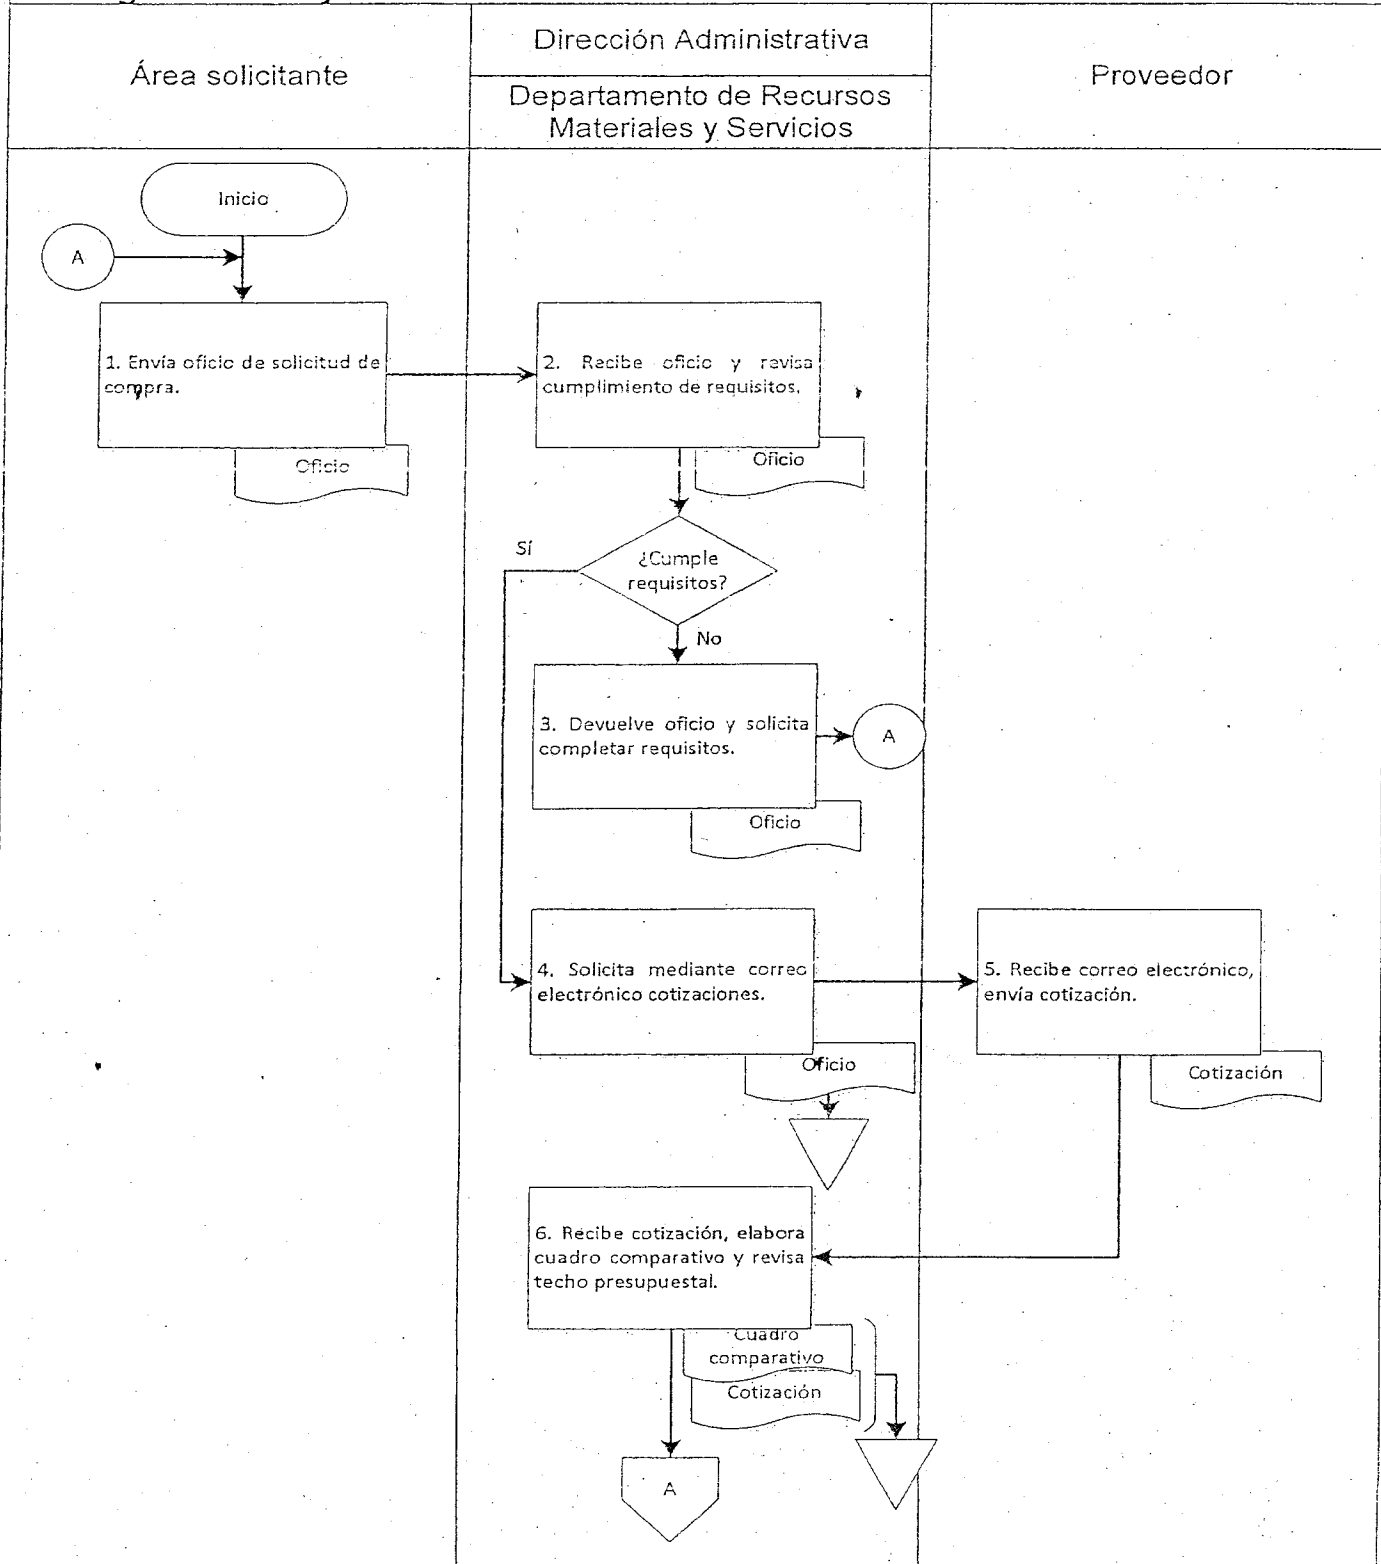 Área solicitante
Dirección Administrativa
Departamento de Recursos
Materiales y Servicios
Proveedor
Inicio
A
1. Envía oficio de solicitud de
compra.
Oficio
2. Recibe oficio y revisa
cumplimiento de requisitos.
Oficio
¿Cumple
requisitos?
Sí
No
3. Devuelve oficio y solicita
completar requisitos.
A
Oficio
4. Solicita mediante correo
electrónico cotizaciones.
Oficio
5. Recibe correo electrónico,
envía cotización.
Cotización
6. Recibe cotización, elabora
cuadro comparativo y revisa
techo presupuestal.
Cuadro
comparativo
Cotización
A